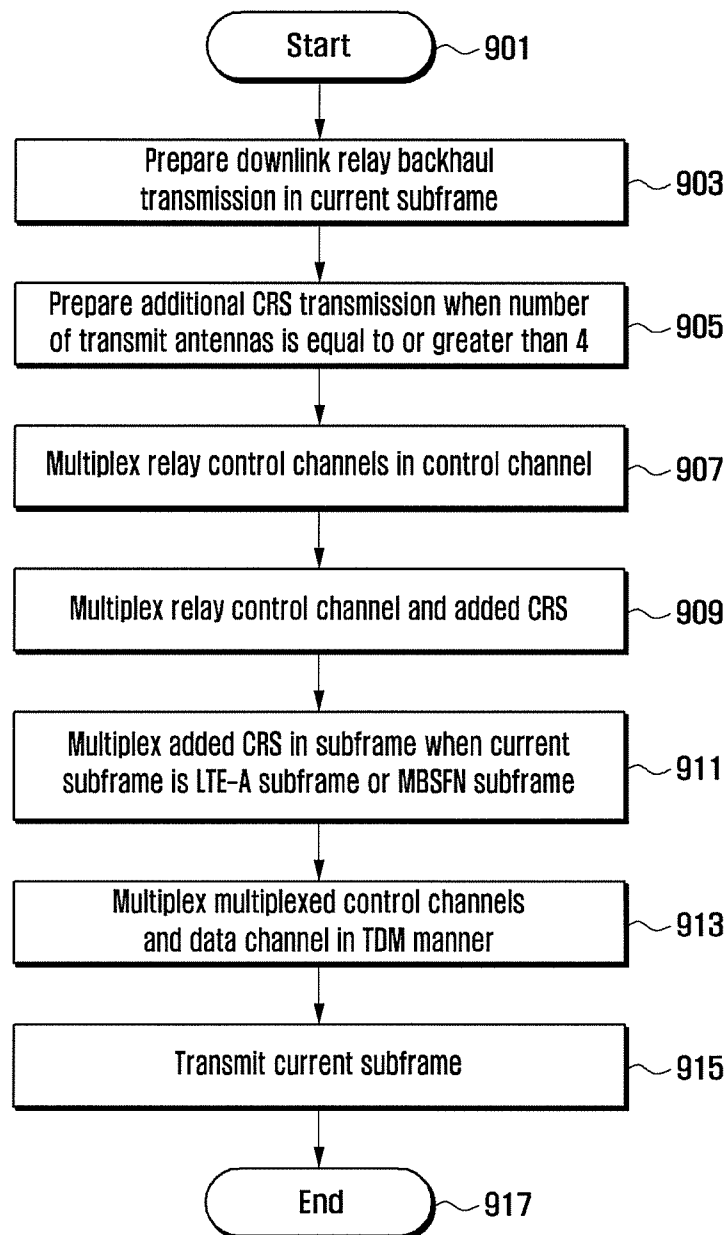 Start
901
Prepare downlink relay backhaul
transmission in current subframe
903
Prepare additional CRS transmission when number
of transmit antennas is equal to or greater than 4
905
Multiplex relay control channels in control channel
907
Multiplex relay control channel and added CRS
909
Multiplex added CRS in subframe when current
subframe is LTE-A subframe or MBSFN subframe
911
Multiplex multiplexed control channels
and data channel in TDM manner
913
Transmit current subframe
915
End
917